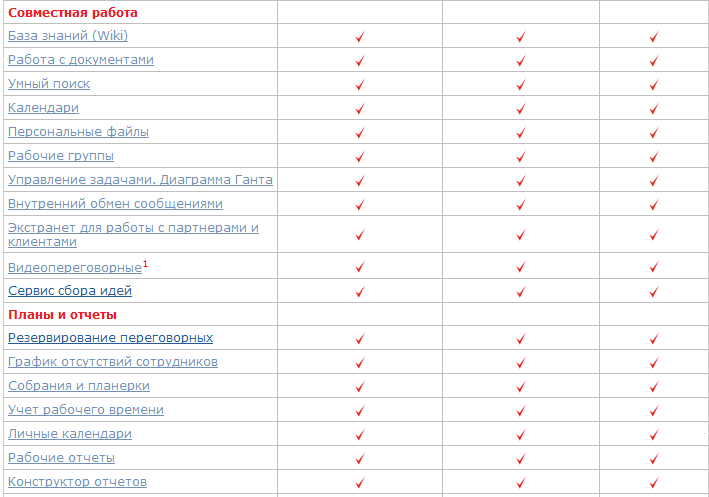 Совместная работа
База знаний (Wiki)
Работа с документами
Умный поиск
Календари
Персональные файлы
Рабочие группы
Управление задачами. Диаграмма Ганта
Внутренний обмен сообщениями
Экстранет для работы с партнерами и
клиентами
Видеопереговорные1
Сервис сбора идей
Планы и отчеты
Резервирование переговорных
График отсутствий сотрудников
Собрания и планерки
Учет рабочего времени
Личные календари
Рабочие отчеты
Конструктор отчетов